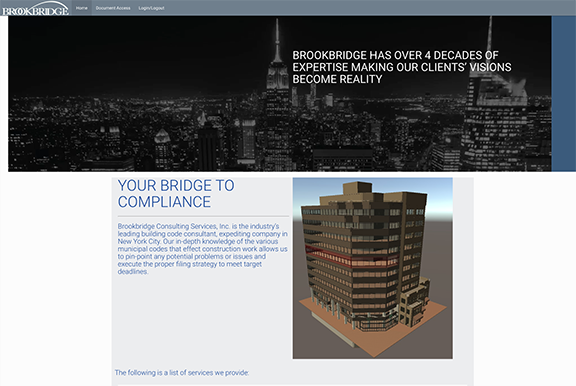 BROOKBRIDGE
Home
Document Access
Login/Logout
BROOKBRIDGE HAS OVER 4 DECADES OF
EXPERTISE MAKING OUR CLIENTS' VISIONS
BECOME REALITY
YOUR BRIDGE TO
COMPLIANCE
Brookbridge Consulting Services, Inc. is the industry's
leading building code consultant, expediting company in
New York City. Our in-depth knowledge of the various
municipal codes that effect construction work allows us
to pin-point any potential problems or issues and
execute the proper filing strategy to meet target
deadlines.
The following is a list of services we provide: